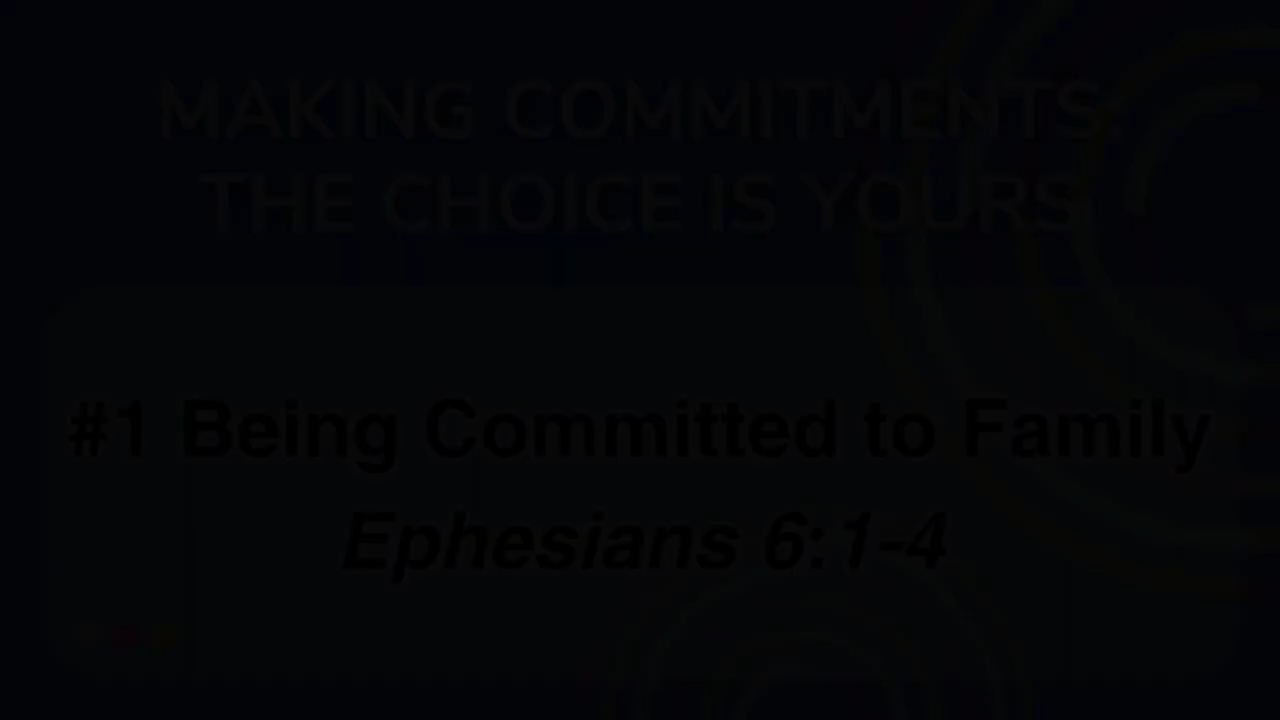 MAKING COMMITMENTS:
THE CHOICE IS YOURS
#1 Being Committed to Family
Ephesians 6:1-4